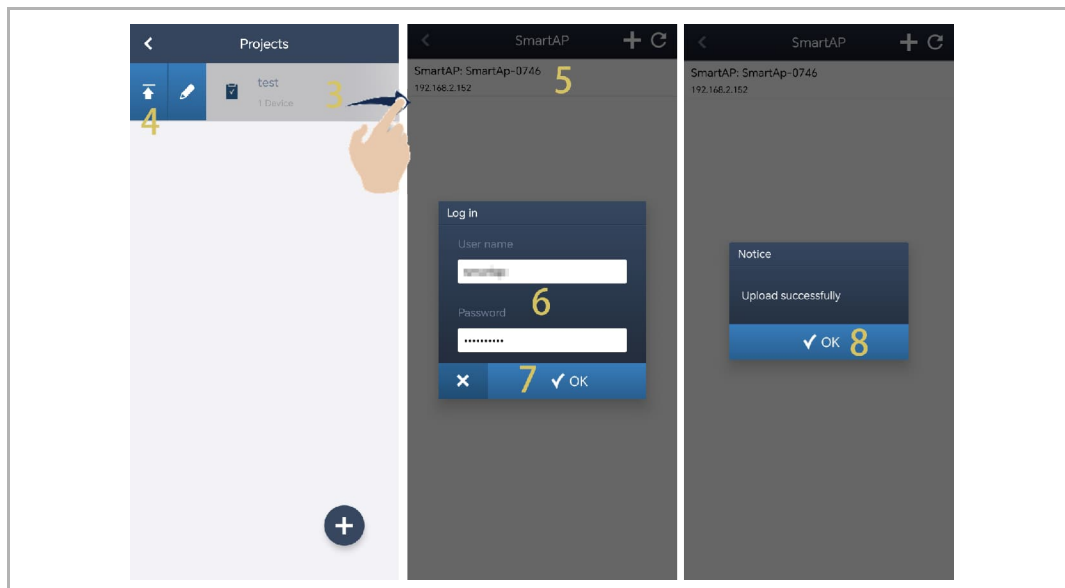 Projects
test
1 Device
3
4
SmartAP
SmartAP: SmartAp-0746
192.168.2.152
5
Log in
User name
6
Password
••••••••••
7
OK
SmartAP
SmartAP: SmartAp-0746
192.168.2.152
Notice
Upload successfully
OK
8